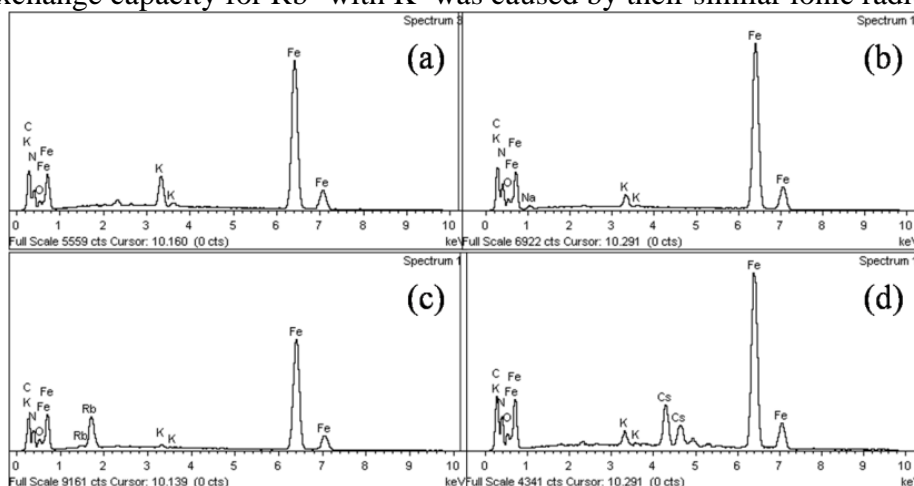 xchange capacity for Rb with K was caused by their similar ionic radi
Spectrum 3
(a)
Fe
C
K
N
O
Fe
Fe
K
K
Fe
0 1 2 3 4 5 6 7 8 9 10
Full Scale 5559 cts Cursor: 10.160 (0 cts) keV
Spectrum 1
(b)
Fe
C
K
N
O
Fe
Fe
Na
K
K
Fe
0 1 2 3 4 5 6 7 8 9 10
Full Scale 6922 cts Cursor: 10.291 (0 cts) keV
Spectrum 1
(c)
Fe
C
K
N
O
Fe
Fe
Rb
Rb
K
K
Fe
0 1 2 3 4 5 6 7 8 9 10
Full Scale 9161 cts Cursor: 10.139 (0 cts) keV
Spectrum 1
(d)
Fe
C
K
N
O
Fe
Fe
K
K
Cs
Cs
Fe
0 1 2 3 4 5 6 7 8 9 10
Full Scale 4341 cts Cursor: 10.291 (0 cts) keV